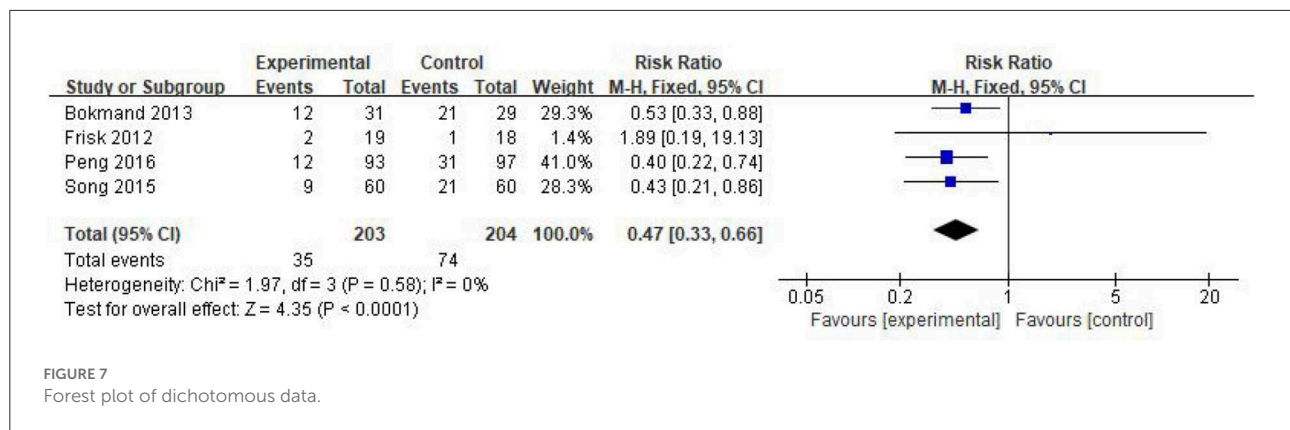 Experimental Control Risk Ratio Risk Ratio
Study or Subgroup Events Total Events Total Weight M-H, Fixed, 95% CI M-H, Fixed, 95% CI
Bokmand 2013 12 31 21 29 29.3% 0.53 [0.33, 0.88]
Frisk 2012 2 19 1 18 1.4% 1.89 [0.19, 19.13]
Peng 2016 12 93 31 97 41.0% 0.40 [0.22, 0.74]
Song 2015 9 60 21 60 28.3% 0.43 [0.21, 0.86]
Total (95% CI) 203 204 100.0% 0.47 [0.33, 0.66]
Total events 35 74
Heterogeneity: Chi² = 1.97, df = 3 (P = 0.58); I² = 0%
Test for overall effect: Z = 4.35 (P < 0.0001)
0.05 0.2 1 5 20
Favours [experimental] Favours [control]
FIGURE 7
Forest plot of dichotomous data.